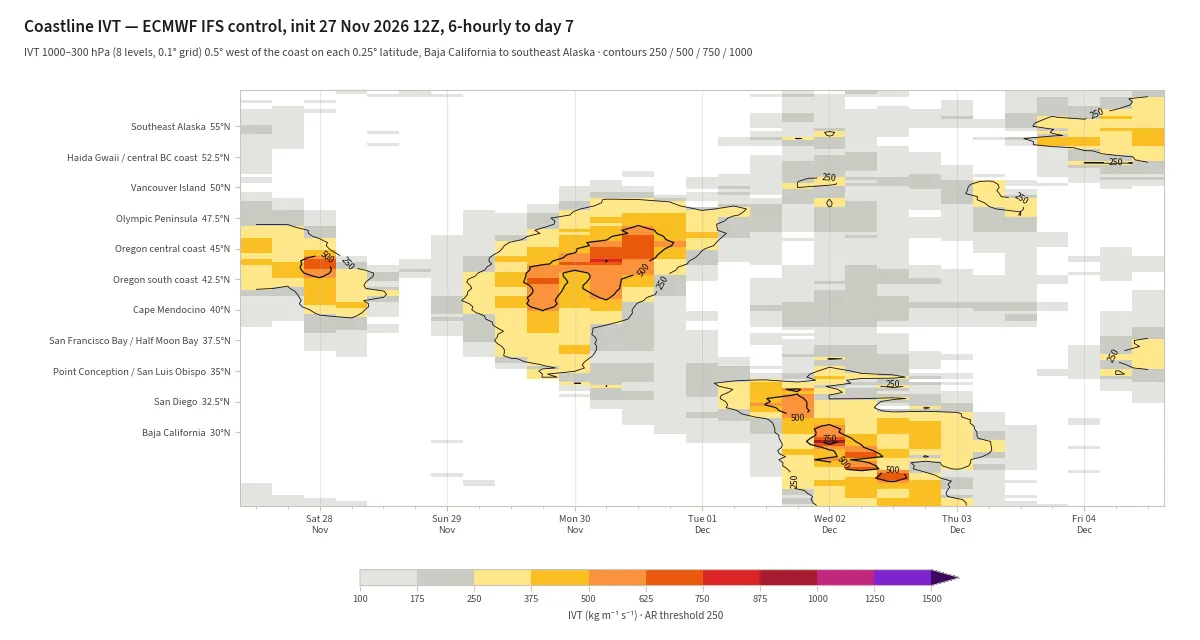 Coastline IVT — ECMWF IFS control, init 27 Nov 2026 12Z, 6-hourly to day 7
IVT 1000–300 hPa (8 levels, 0.1° grid) 0.5° west of the coast on each 0.25° latitude, Baja California to southeast Alaska · contours 250 / 500 / 750 / 1000
Southeast Alaska 55°N
Haida Gwaii / central BC coast 52.5°N
Vancouver Island 50°N
Olympic Peninsula 47.5°N
Oregon central coast 45°N
Oregon south coast 42.5°N
Cape Mendocino 40°N
San Francisco Bay / Half Moon Bay 37.5°N
Point Conception / San Luis Obispo 35°N
San Diego 32.5°N
Baja California 30°N
250
250
250
250
500
250
500
250
250
250
500
750
500
500
250
Sat 28 Nov
Sun 29 Nov
Mon 30 Nov
Tue 01 Dec
Wed 02 Dec
Thu 03 Dec
Fri 04 Dec
100 175 250 375 500 625 750 875 1000 1250 1500
IVT (kg m⁻¹ s⁻¹) · AR threshold 250